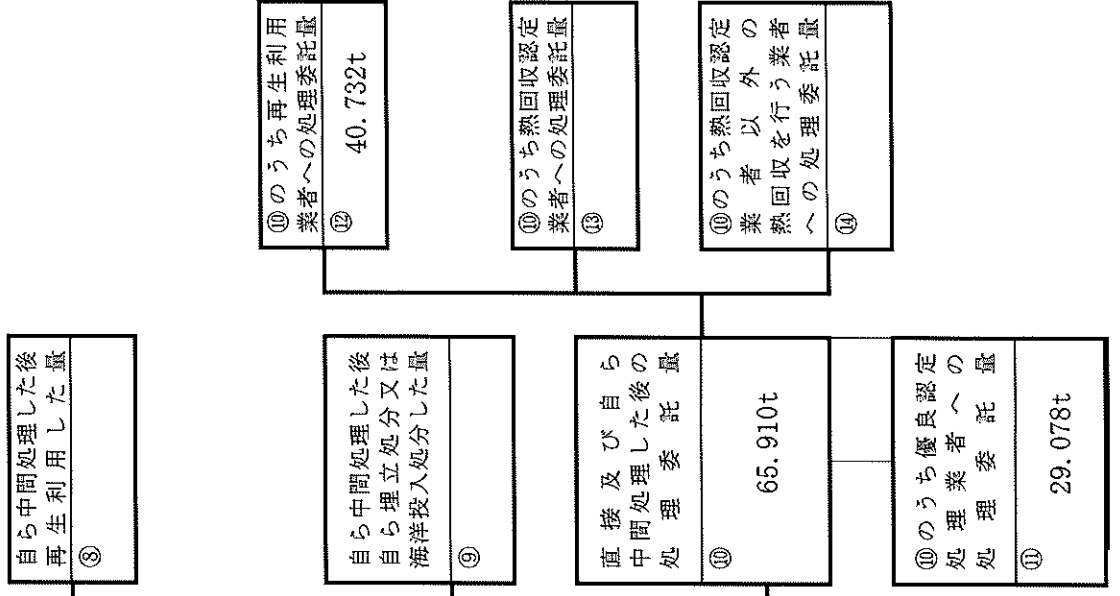 自ら中間処理した後
再生利用した量
⑧
自ら中間処理した後
自ら埋立処分又は
海洋投入処分した量
⑨
直接及び自ら
中間処理した後の
処理委託量
⑩
65.910t
⑩のうち優良認定
処理業者への
処理委託量
⑪
29.078t
⑩のうち再生利用
業者への処理委託量
⑫
40.732t
⑩のうち熱回収認定
業者への処理委託量
⑬
⑩のうち熱回収認定
業者以外の
熱回収を行う業者
への処理委託量
⑭